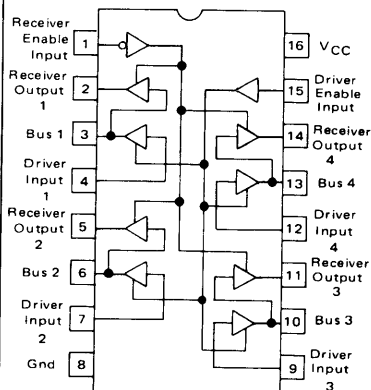 Receiver
Enable
Input
1
Receiver
Output
1
2
Bus 1
3
Driver
Input
1
4
Receiver
Output
2
5
Bus 2
6
Driver
Input
2
7
Gnd
8
16
VCC
15
Driver
Enable
Input
14
Receiver
Output
4
13
Bus 4
12
Driver
Input
4
11
Receiver
Output
3
10
Bus 3
9
Driver
Input
3